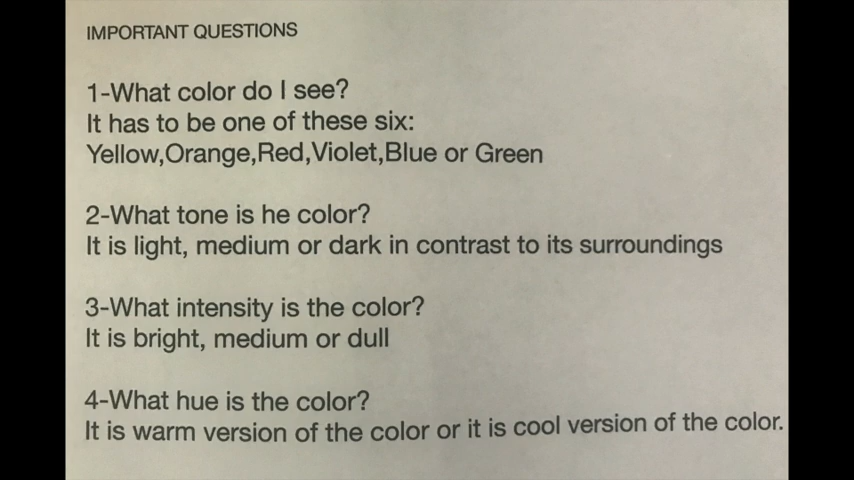 IMPORTANT QUESTIONS
1-What color do I see?
It has to be one of these six:
Yellow,Orange,Red,Violet,Blue or Green
2-What tone is he color?
It is light, medium or dark in contrast to its surroundings
3-What intensity is the color?
It is bright, medium or dull
4-What hue is the color?
It is warm version of the color or it is cool version of the color.